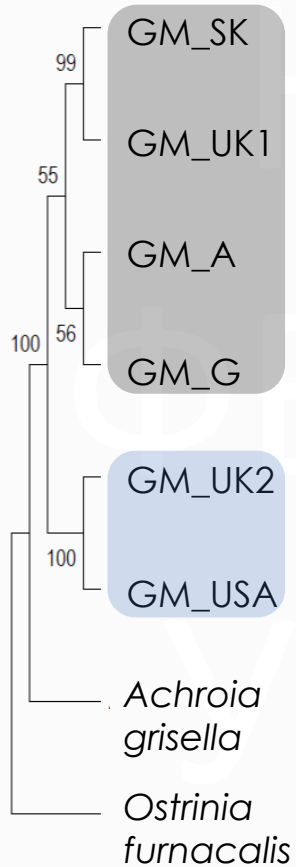 99
GM_SK
GM_UK1
55
GM_A
56
GM_G
100
GM_UK2
100
GM_USA
Achroia
grisella
Ostrinia
furnacalis